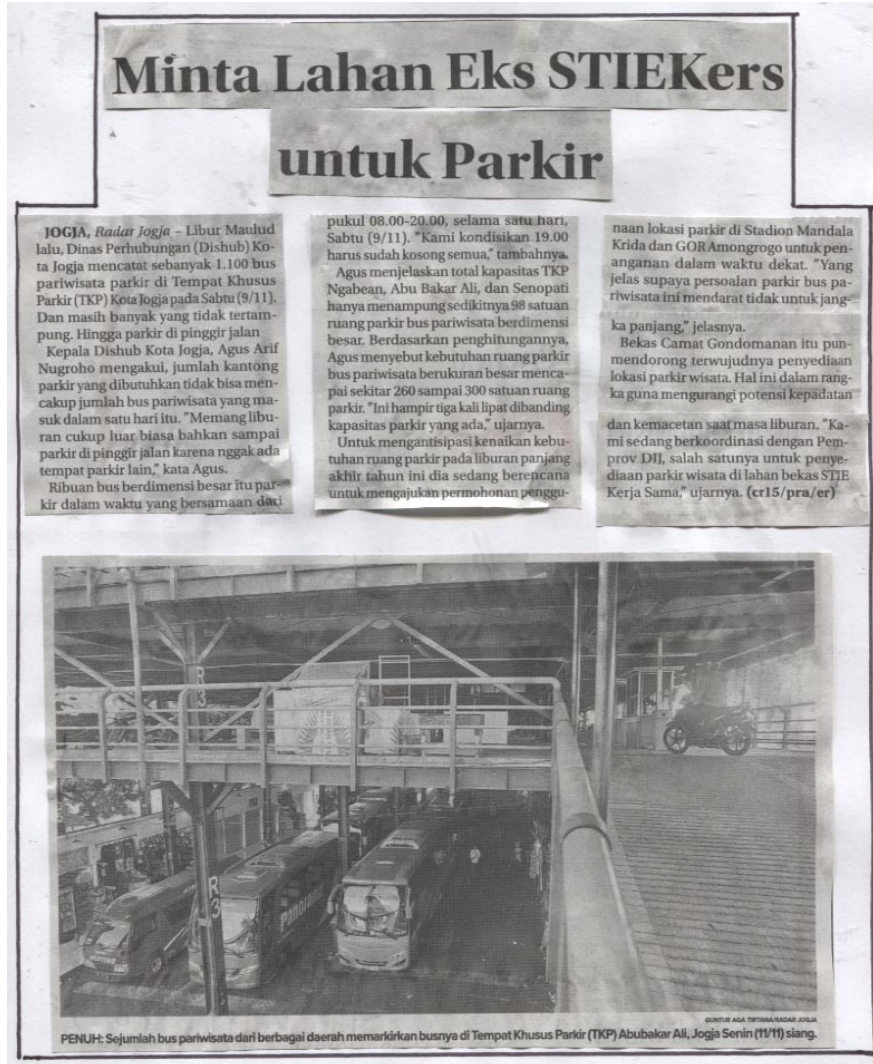 Minta Lahan Eks STIEKers
untuk Parkir
JOGJA, Radar Jogja – Libur Maulud
lalu, Dinas Perhubungan (Dishub) Ko-
ta Jogja mencatat sebanyak 1.100 bus
pariwisata parkir di Tempat Khusus
Parkir (TKP) Kota Jogja pada Sabtu (9/11).
Dan masih banyak yang tidak tertam-
pung. Hingga parkir di pinggir jalan
Kepala Dishub Kota Jogja, Agus Arif
Nugroho mengakui, jumlah kantong
parkir yang dibutuhkan tidak bisa men-
cakup jumlah bus pariwisata yang ma-
suk dalam satu hari itu. "Memang libu-
ran cukup luar biasa bahkan sampai
parkir di pinggir jalan karena nggak ada
tempat parkir lain," kata Agus.
Ribuan bus berdimensi besar itu par-
kir dalam waktu yang bersamaan dari
pukul 08.00-20.00, selama satu hari,
Sabtu (9/11). "Kami kondisikan 19.00
harus sudah kosong semua," tambahnya.
Agus menjelaskan total kapasitas TKP
Ngabean, Abu Bakar Ali, dan Senopati
hanya menampung sedikitnya 98 satuan
ruang parkir bus pariwisata berdimensi
besar. Berdasarkan penghitungannya,
Agus menyebut kebutuhan ruang parkir
bus pariwisata berukuran besar menca-
pai sekitar 260 sampai 300 satuan ruang
parkir. "Ini hampir tiga kali lipat dibanding
kapasitas parkir yang ada," ujarnya.
Untuk mengantisipasi kenaikan kebu-
tuhan ruang parkir pada liburan panjang
akhir tahun ini dia sedang berencana
untuk mengajukan permohonan penggu-
naan lokasi parkir di Stadion Mandala
Krida dan GOR Amongrogo untuk pen-
anganan dalam waktu dekat. "Yang
jelas supaya persoalan parkir bus pa-
riwisata ini mendarat tidak untuk jang-
ka panjang," jelasnya.
Bekas Camat Gondomanan itu pun
mendorong terwujudnya penyediaan
lokasi parkir wisata. Hal ini dalam rang-
ka guna mengurangi potensi kepadatan
dan kemacetan saat masa liburan. "Ka-
mi sedang berkoordinasi dengan Pem-
prov DIJ, salah satunya untuk penye-
diaan parkir wisata di lahan bekas STIE
Kerja Sama," ujarnya. (cr15/pra/er)
R3
R3
Panorama
GUNTUR AGA TIRTANA/RADAR JOGJA
PENUH: Sejumlah bus pariwisata dari berbagai daerah memarkirkan busnya di Tempat Khusus Parkir (TKP) Abubakar Ali, Jogja Senin (11/11) siang.